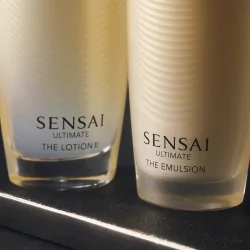 SENSAI
ULTIMATE
THE LOTION II
SENSAI
ULTIMATE
THE EMULSION